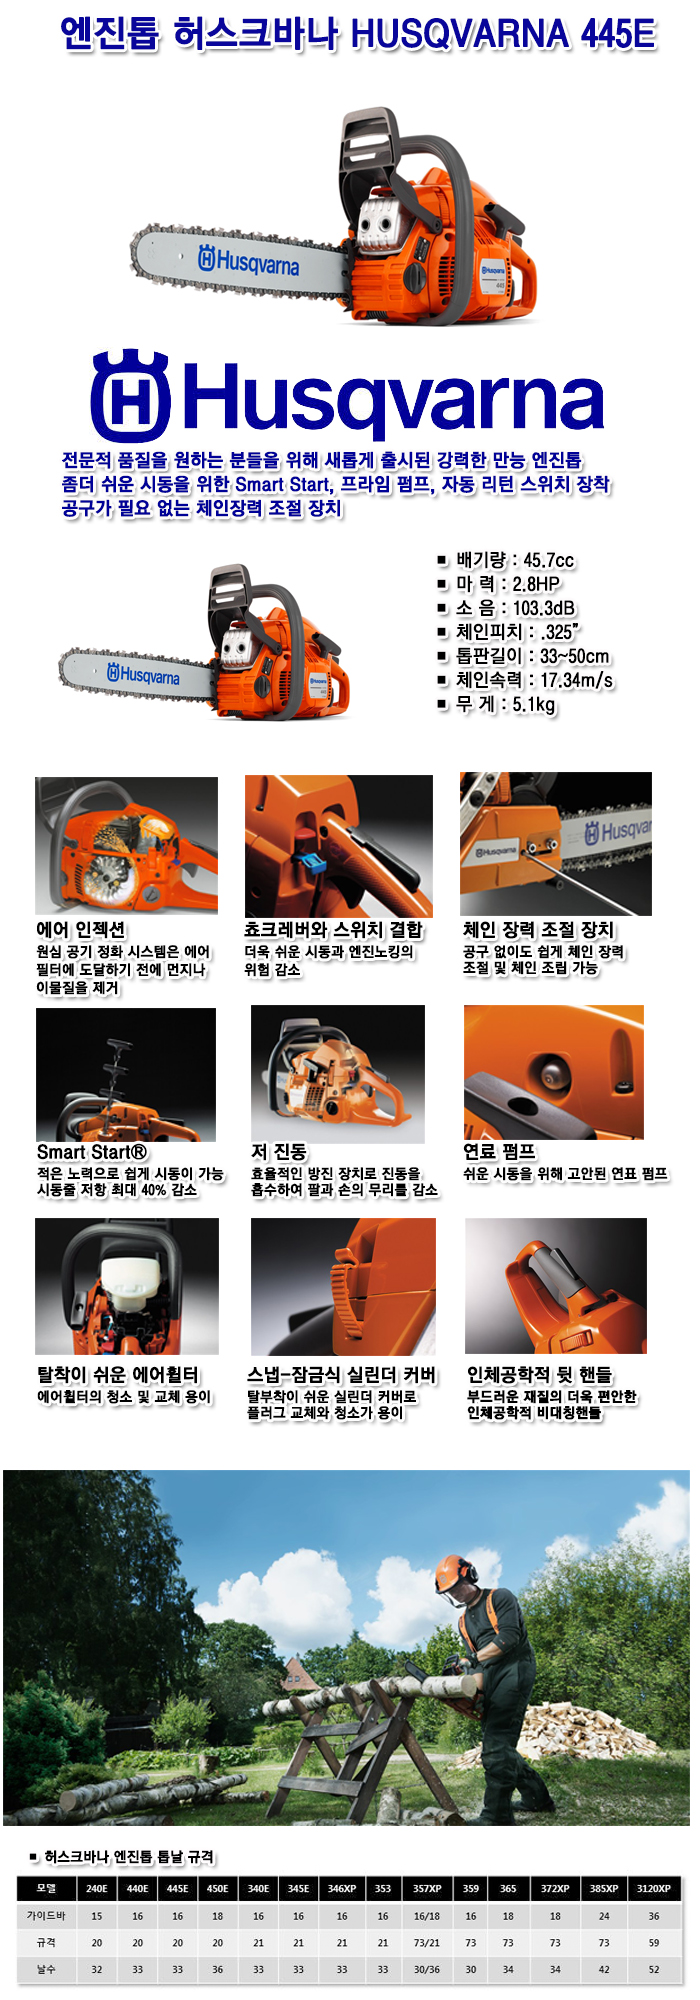 엔진톱 허스크바나 HUSQVARNA 445E
Husqvarna
Husqvarna
445
Husqvarna
전문적 품질을 원하는 분들을 위해 새롭게 출시된 강력한 만능 엔진톱
좀더 쉬운 시동을 위한 Smart Start, 프라임 펌프, 자동 리턴 스위치 장착
공구가 필요 없는 체인장력 조절 장치
Husqvarna
Husqvarna
■ 배기량 : 45.7cc
■ 마 력 : 2.8HP
■ 소 음 : 103.3dB
■ 체인피치 : .325”
■ 톱판길이 : 33~50cm
■ 체인속력 : 17.34m/s
■ 무 게 : 5.1kg
Husqvarna
Husqvarna
에어 인젝션
원심 공기 정화 시스템은 에어
필터에 도달하기 전에 먼지나
이물질을 제거
쵸크레버와 스위치 결합
더욱 쉬운 시동과 엔진노킹의
위험 감소
체인 장력 조절 장치
공구 없이도 쉽게 체인 장력
조절 및 체인 조립 가능
Smart Start®
적은 노력으로 쉽게 시동이 가능
시동줄 저항 최대 40% 감소
저 진동
효율적인 방진 장치로 진동을
흡수하여 팔과 손의 무리를 감소
연료 펌프
쉬운 시동을 위해 고안된 연표 펌프
탈착이 쉬운 에어휠터
에어휠터의 청소 및 교체 용이
스냅-잠금식 실린더 커버
탈부착이 쉬운 실린더 커버로
플러그 교체와 청소가 용이
인체공학적 뒷 핸들
부드러운 재질의 더욱 편안한
인체공학적 비대칭핸들
■ 허스크바나 엔진톱 톱날 규격
모델 240E 440E 445E 450E 340E 345E 346XP 353 357XP 359 365 372XP 385XP 3120XP
가이드바 15 16 16 18 16 16 16 16 16/18 16 18 18 24 36
규격 20 20 20 20 21 21 21 21 73/21 73 73 73 73 59
날수 32 33 33 36 33 33 33 33 30/36 30 34 34 42 52